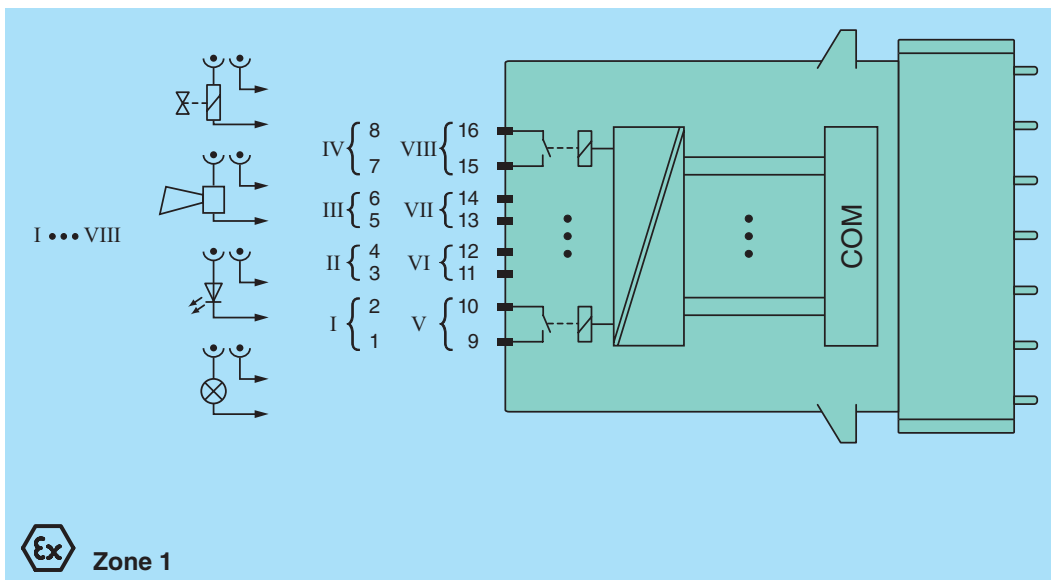 IV 8 VIII 16
7 15
III 6 VII 14
5 13
I ••• VIII
II 4 VI 12
3 11
I 2 V 10
1 9
COM
Ex Zone 1